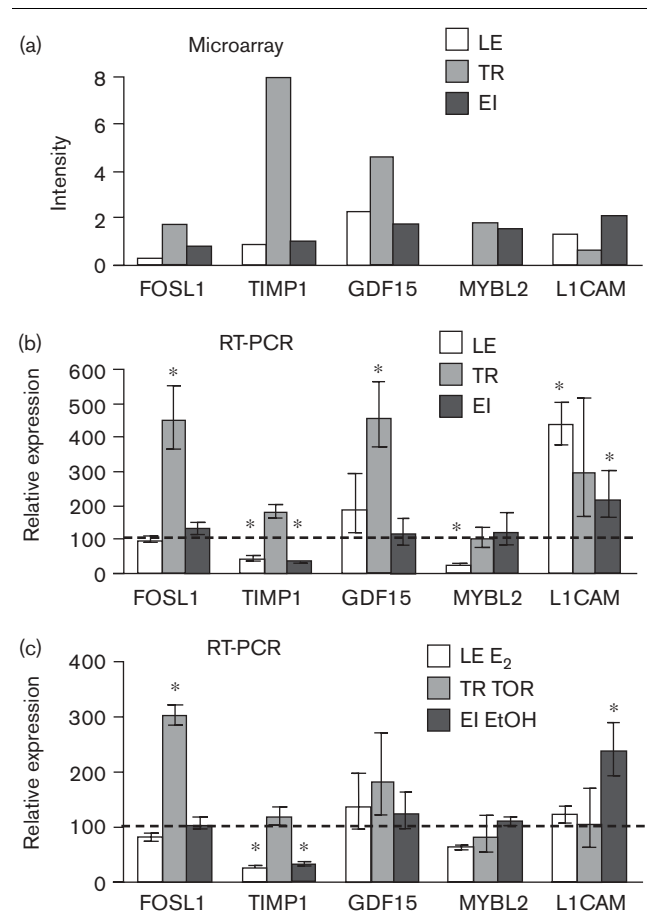 (a)
Microarray
LE
TR
EI
Intensity
8
6
4
2
0
FOSL1 TIMP1 GDF15 MYBL2 L1CAM
(b)
RT-PCR
LE
TR
EI
Relative expression
600
500
400
300
200
100
0
* * * * * * *
FOSL1 TIMP1 GDF15 MYBL2 L1CAM
(c)
RT-PCR
LE E₂
TR TOR
EI EtOH
Relative expression
400
300
200
100
0
* * * *
FOSL1 TIMP1 GDF15 MYBL2 L1CAM